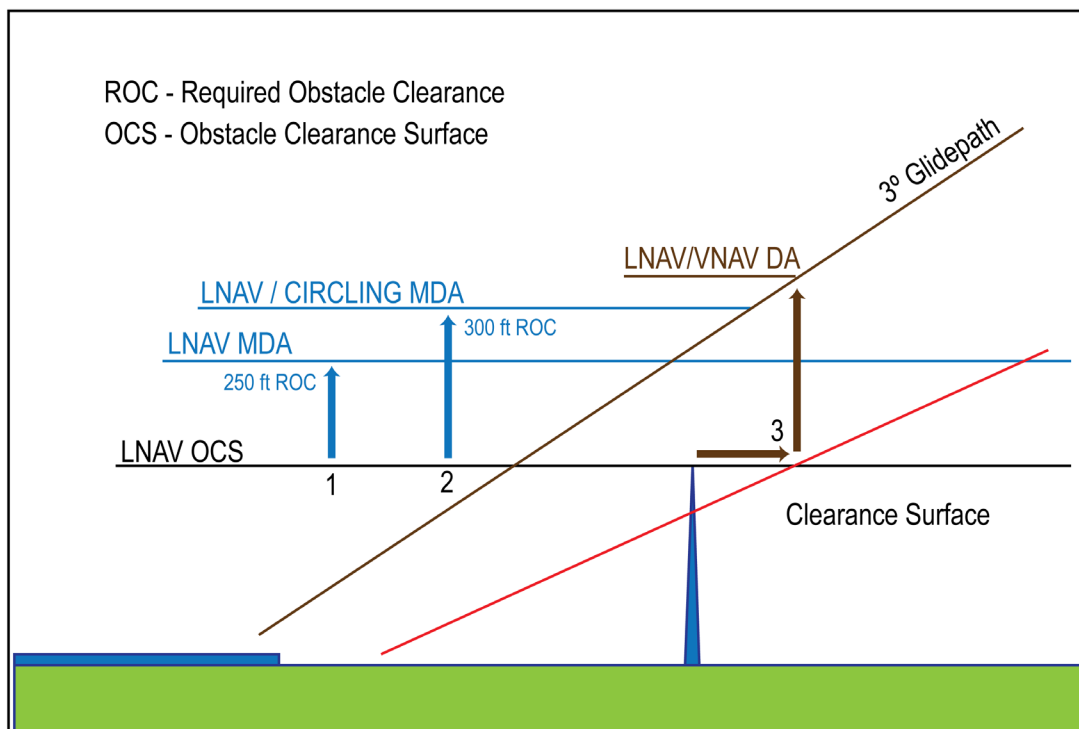 ROC - Required Obstacle Clearance
OCS - Obstacle Clearance Surface
3º Glidepath
LNAV/VNAV DA
LNAV / CIRCLING MDA
300 ft ROC
LNAV MDA
250 ft ROC
3
LNAV OCS
1
2
Clearance Surface